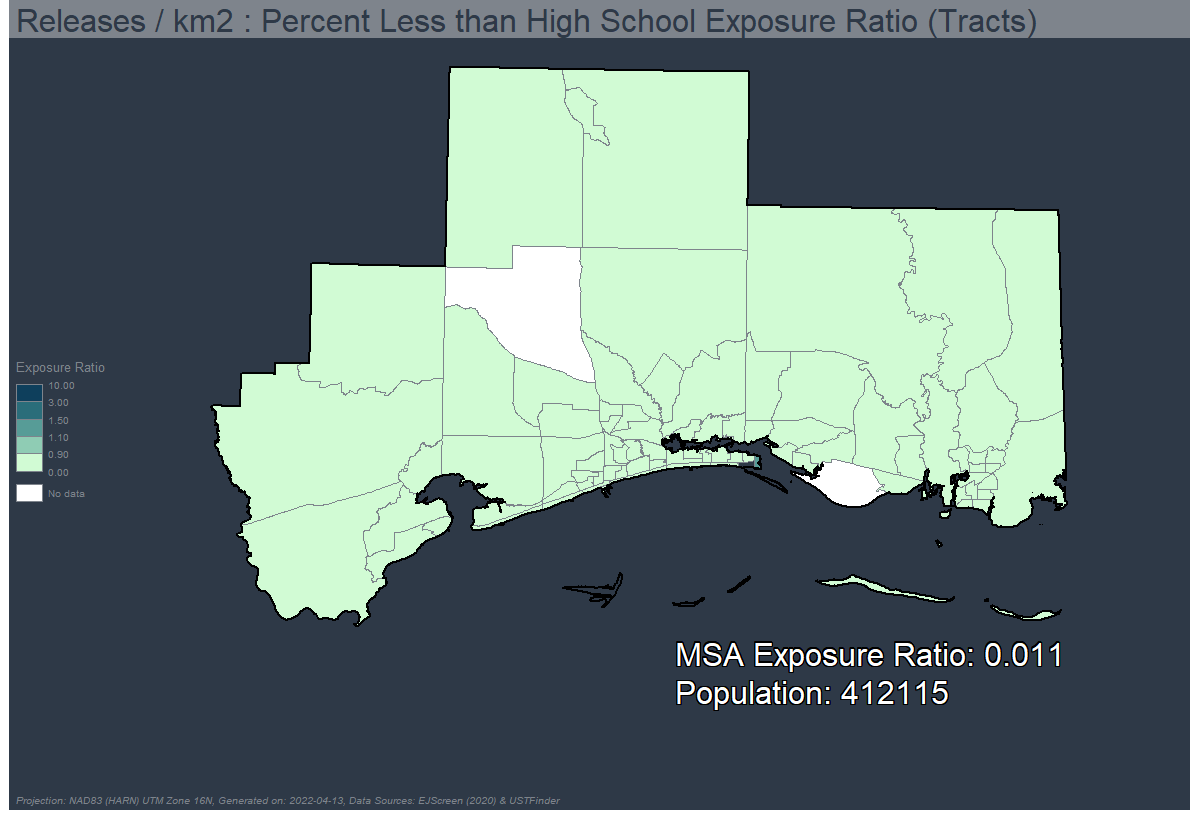 Releases / km2 : Percent Less than High School Exposure Ratio (Tracts)
Exposure Ratio
10.00
3.00
1.50
1.10
0.90
0.00
No data
MSA Exposure Ratio: 0.011
Population: 412115
Projection: NAD83 (HARN) UTM Zone 16N, Generated on: 2022-04-13, Data Sources: EJScreen (2020) & USTFinder